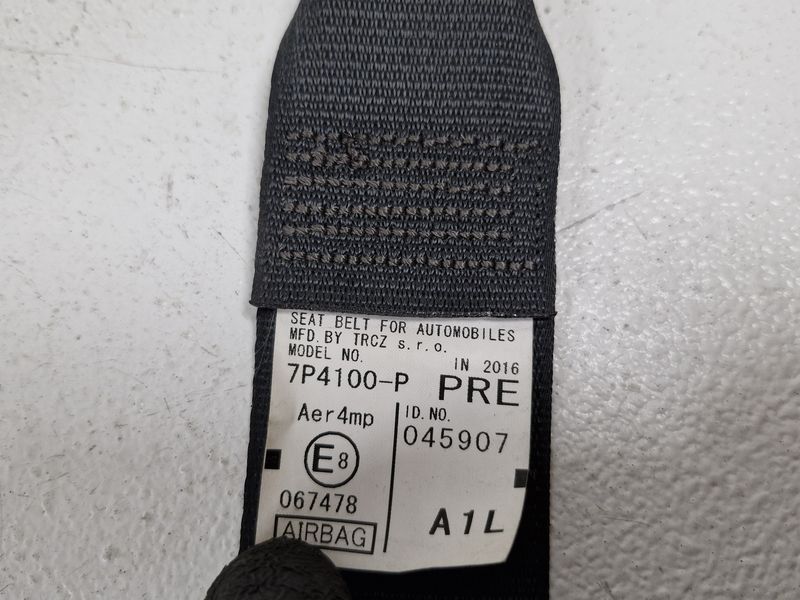 SEAT BELT FOR AUTOMOBILES
MFD. BY TRCZ s.r.o.
MODEL NO. IN 2016
7P4100-P PRE
Aer4mp
E8
067478
AIRBAG
ID.NO.
045907
A1L